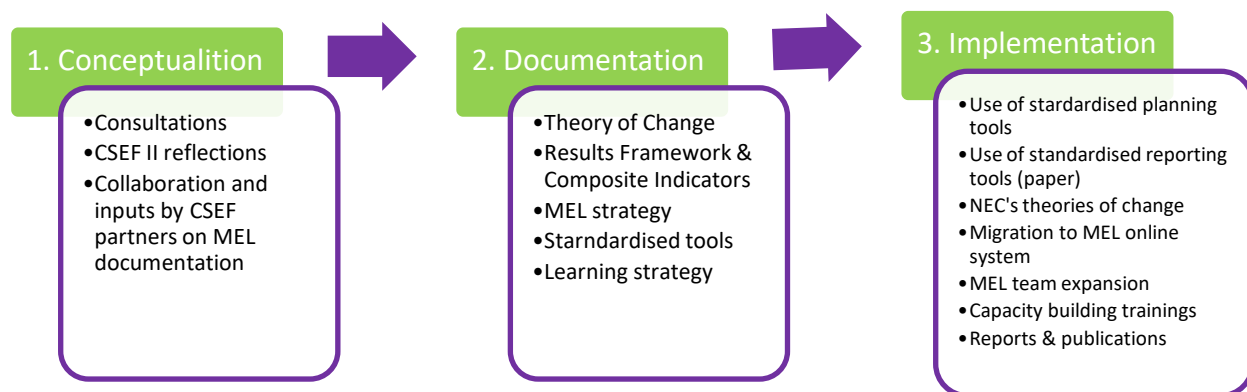 1. Conceptualition
•Consultations
•CSEF II reflections
•Collaboration and
inputs by CSEF
partners on MEL
documentation
2. Documentation
•Theory of Change
•Results Framework &
Composite Indicators
•MEL strategy
•Starndardised tools
•Learning strategy
3. Implementation
•Use of stardardised planning
tools
•Use of standardised reporting
tools (paper)
•NEC's theories of change
•Migration to MEL online
system
•MEL team expansion
•Capacity building trainings
•Reports & publications